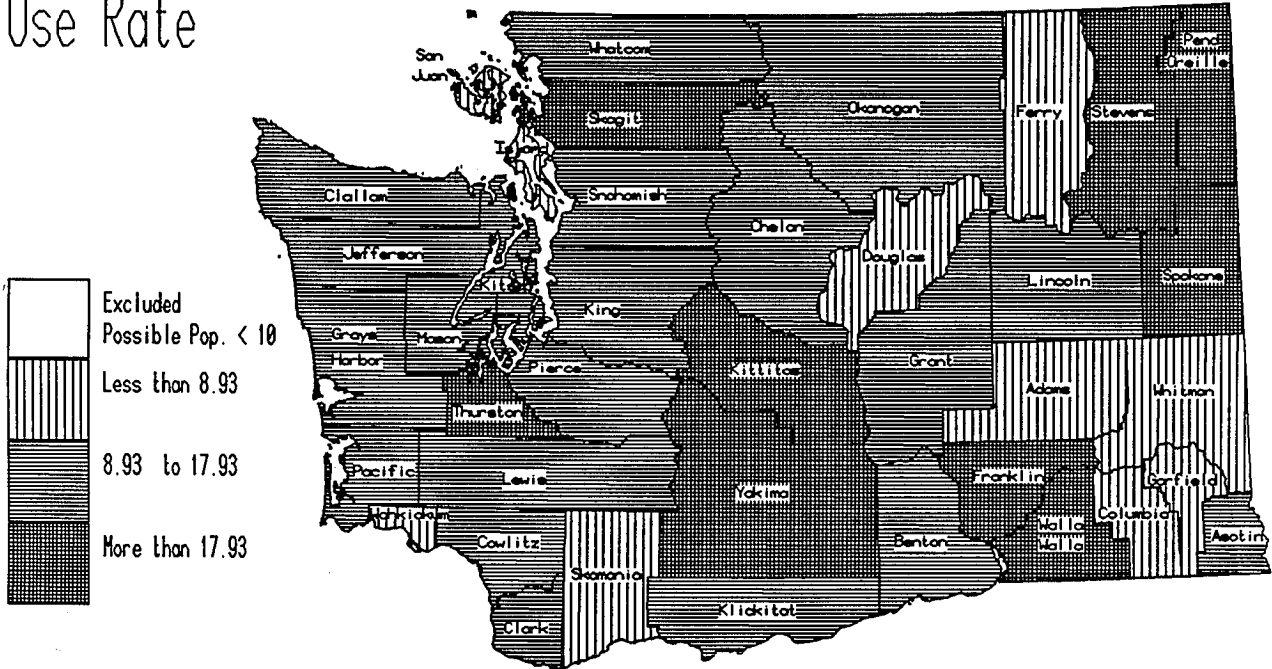 Use Rate
Excluded
Possible Pop. < 10
Less than 8.93
8.93 to 17.93
More than 17.93
San
Juan
Whatcom
Skagit
Island
Okanogan
Ferry
Stevens
Pend
Oreille
Clallam
Snohomish
Chelan
Jefferson
Douglas
Kitsap
Lincoln
Spokane
King
Grays
Harbor
Mason
Pierce
Kittitas
Grant
Adams
Whitman
Thurston
Pacific
Lewis
Yakima
Franklin
Garfield
Columbia
Wahkiakum
Cowlitz
Walla
Walla
Benton
Asotin
Skamania
Klickitat
Clark